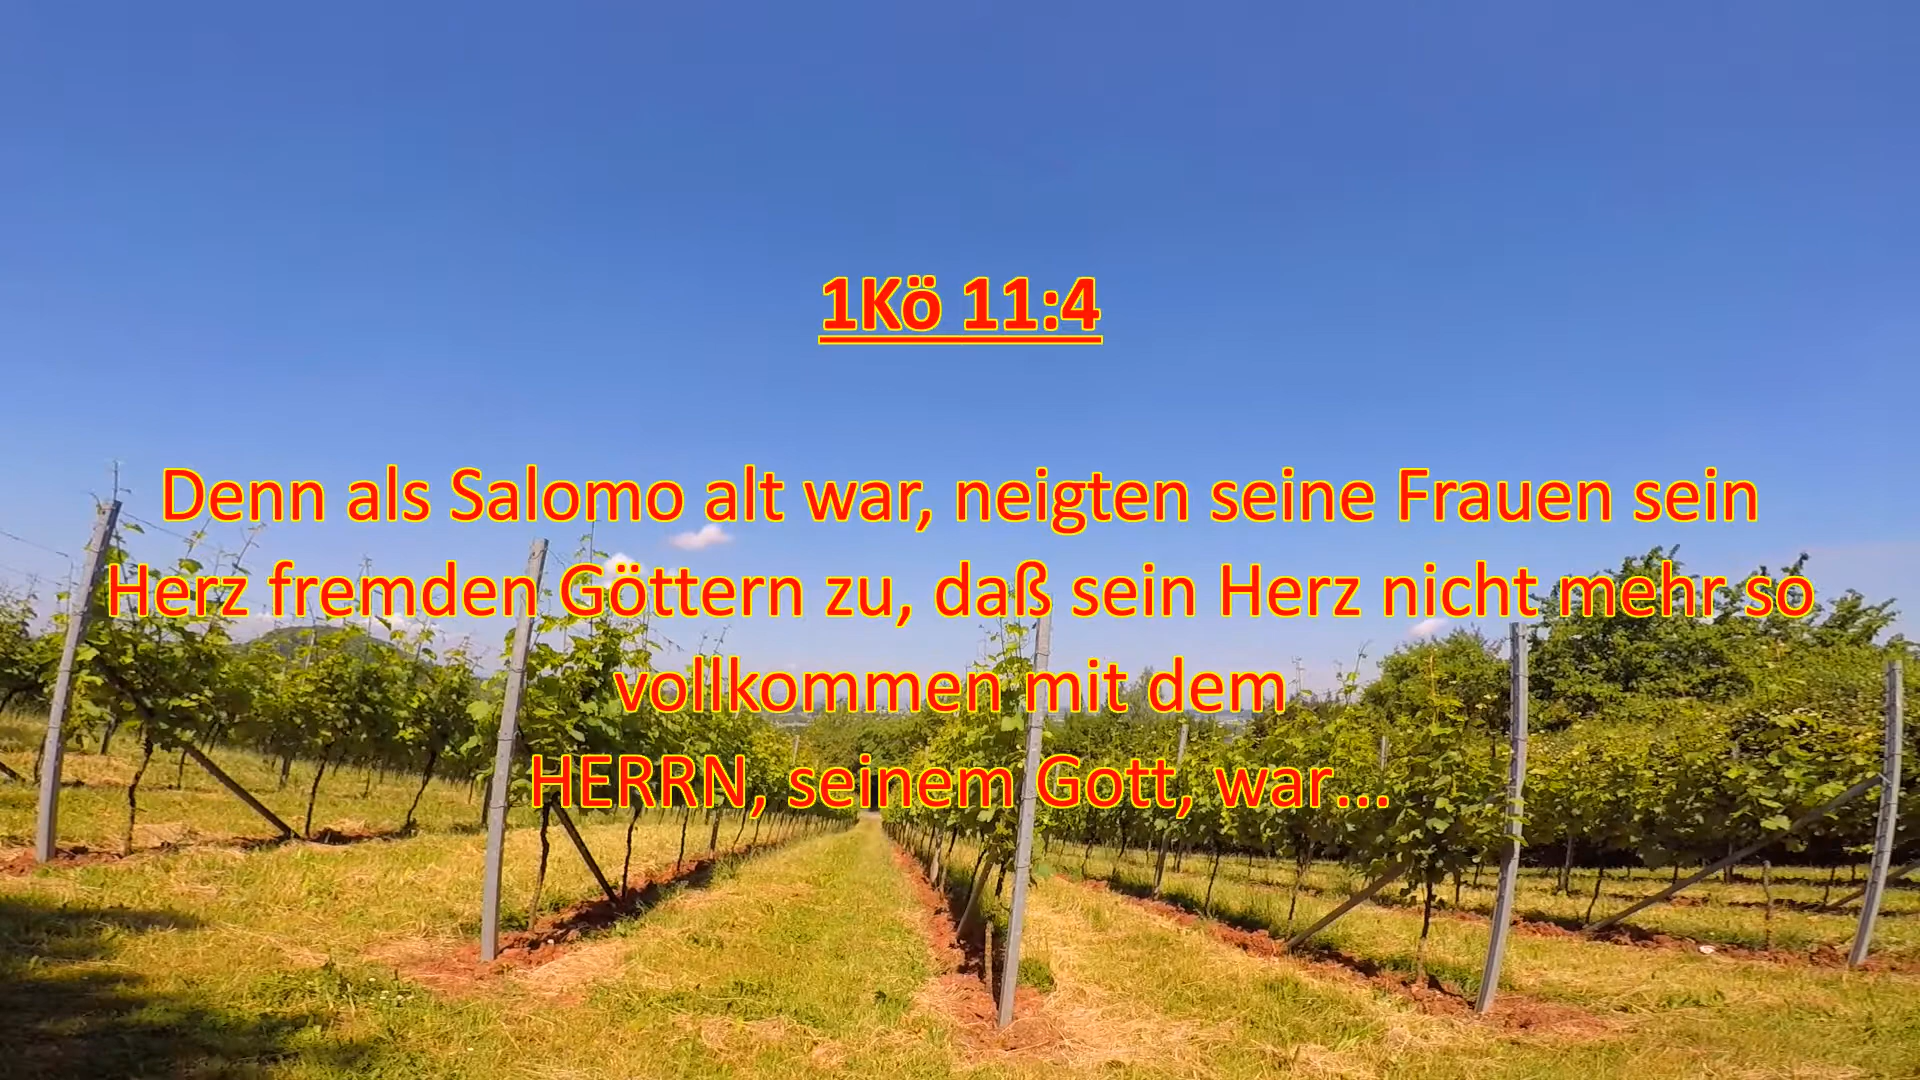 1Kö 11:4
Denn als Salomo alt war, neigten seine Frauen sein
Herz fremden Göttern zu, daß sein Herz nicht mehr so
vollkommen mit dem
HERRN, seinem Gott, war...